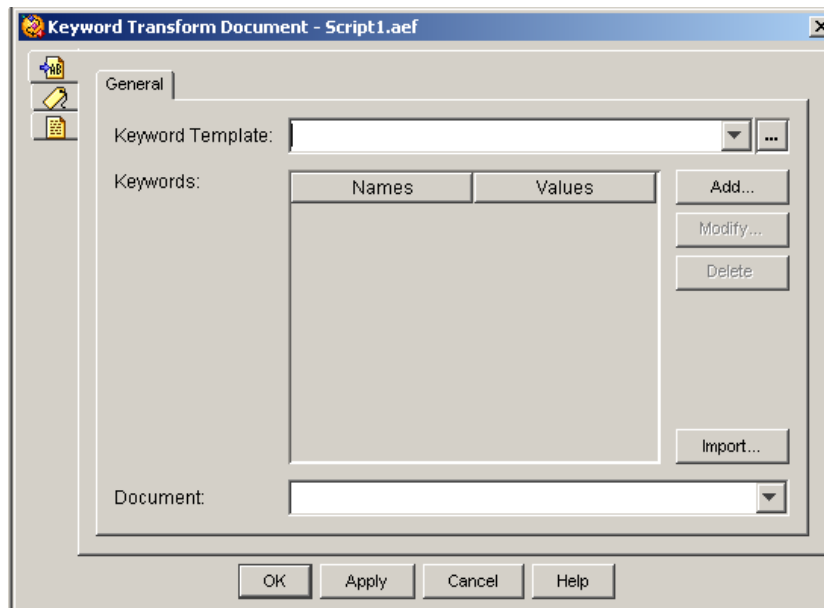 Keyword Transform Document - Script1.aef
General
Keyword Template:
...
Keywords:
Names Values
Add...
Modify...
Delete
Import...
Document:
OK Apply Cancel Help